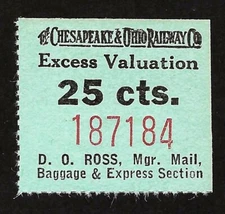 THE CHESAPEAKE & OHIO RAILWAY CO
Excess Valuation
25 cts.
187184
D. O. ROSS, Mgr. Mail,
Baggage & Express Section